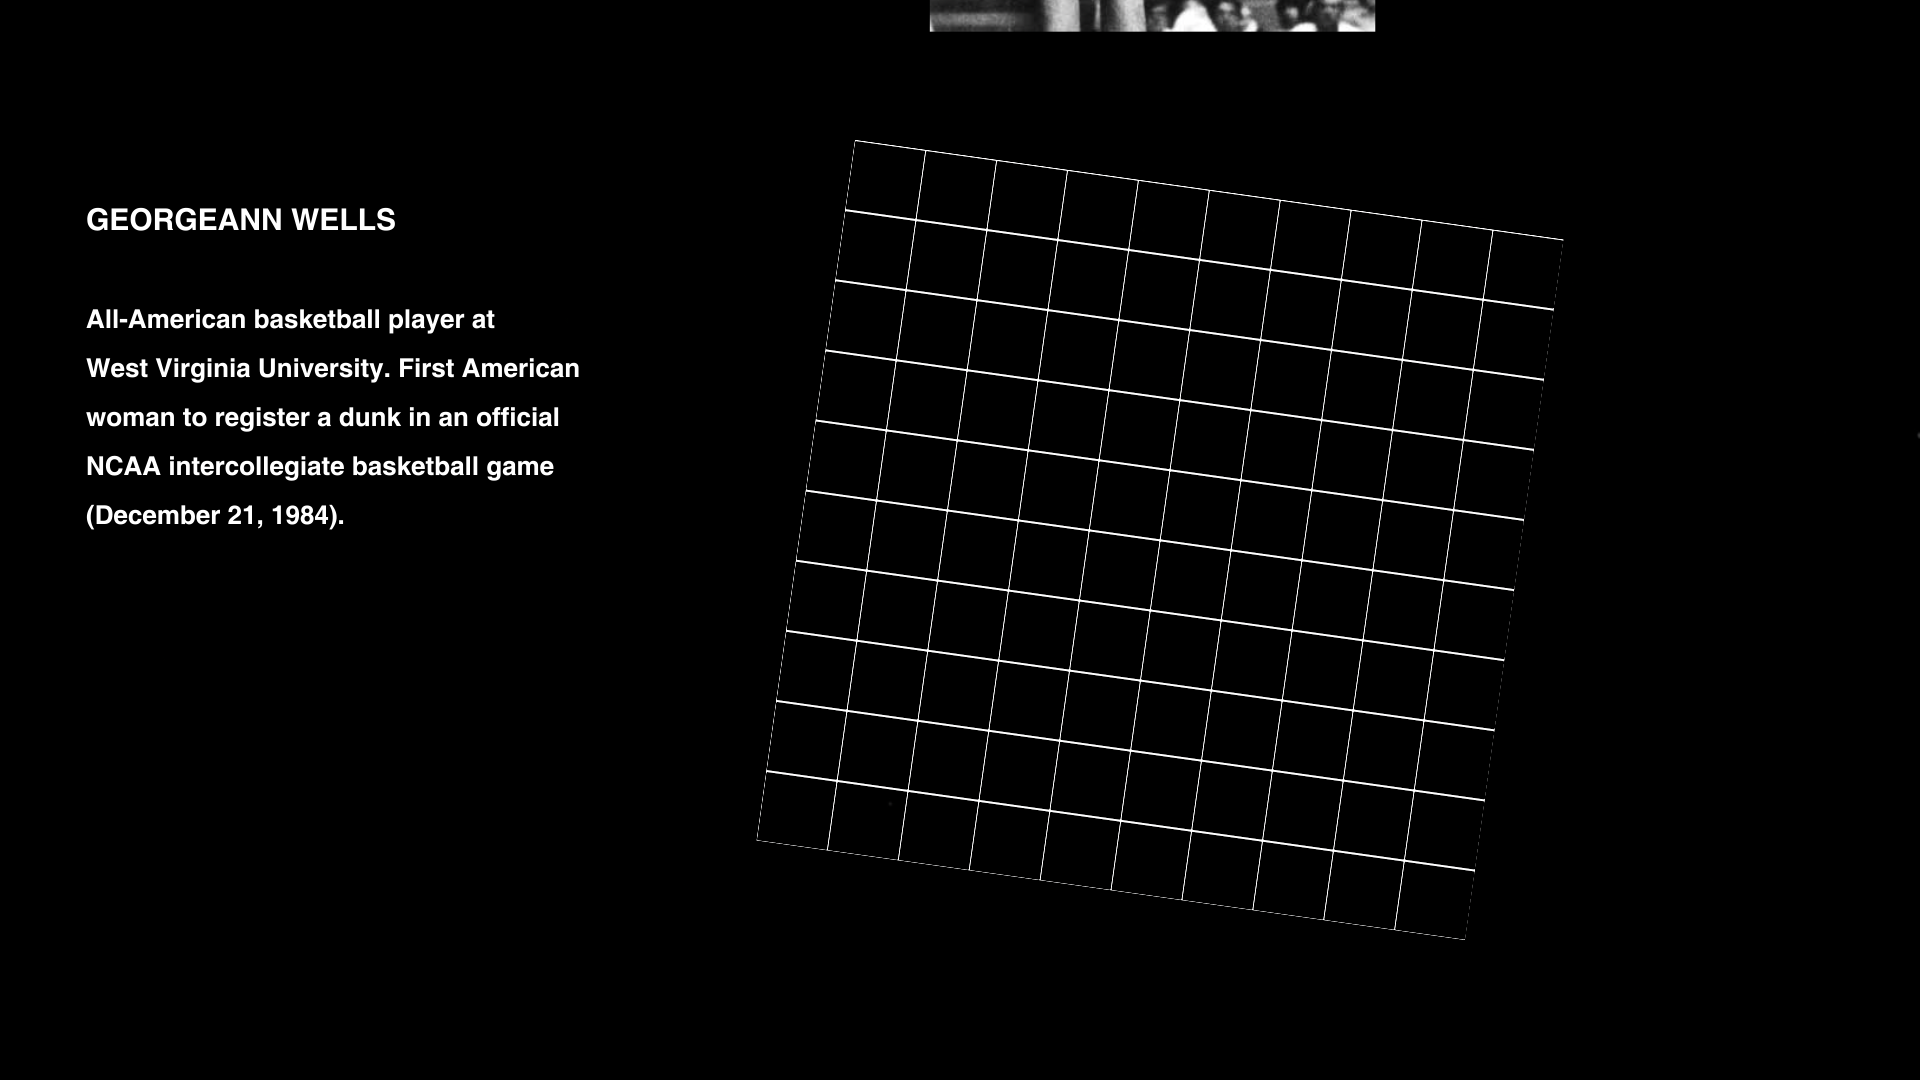 GEORGEANN WELLS
All-American basketball player at
West Virginia University. First American
woman to register a dunk in an official
NCAA intercollegiate basketball game
(December 21, 1984).